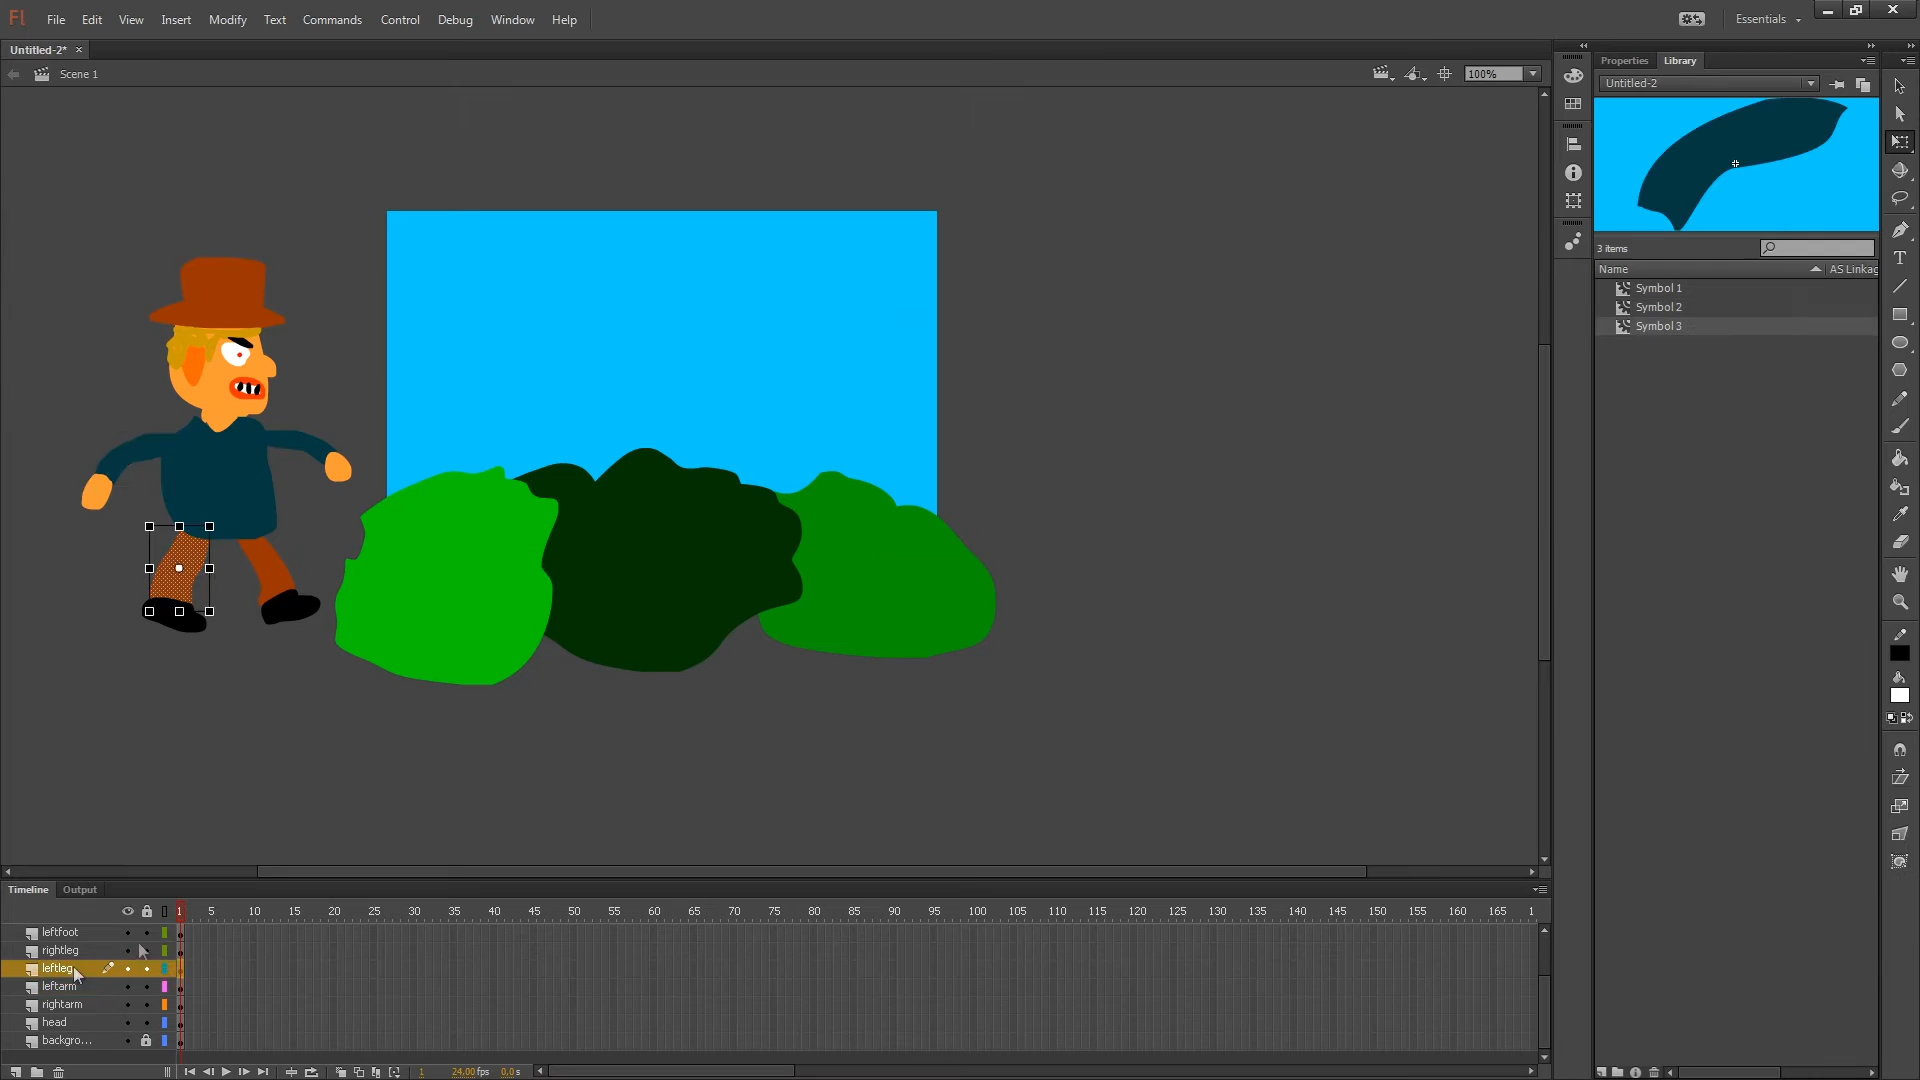 Fl File Edit View Insert Modify Text Commands Control Debug Window Help Essentials
Untitled-2* ×
Scene 1 100%
Properties Library
Untitled-2
3 items
Name AS Linkag
Symbol 1
Symbol 2
Symbol 3
Timeline Output
1 5 10 15 20 25 30 35 40 45 50 55 60 65 70 75 80 85 90 95 100 105 110 115 120 125 130 135 140 145 150 155 160 165 1
leftfoot
rightleg
leftleg
leftarm
rightarm
head
backgro...
1 24,00 fps 0,0 s